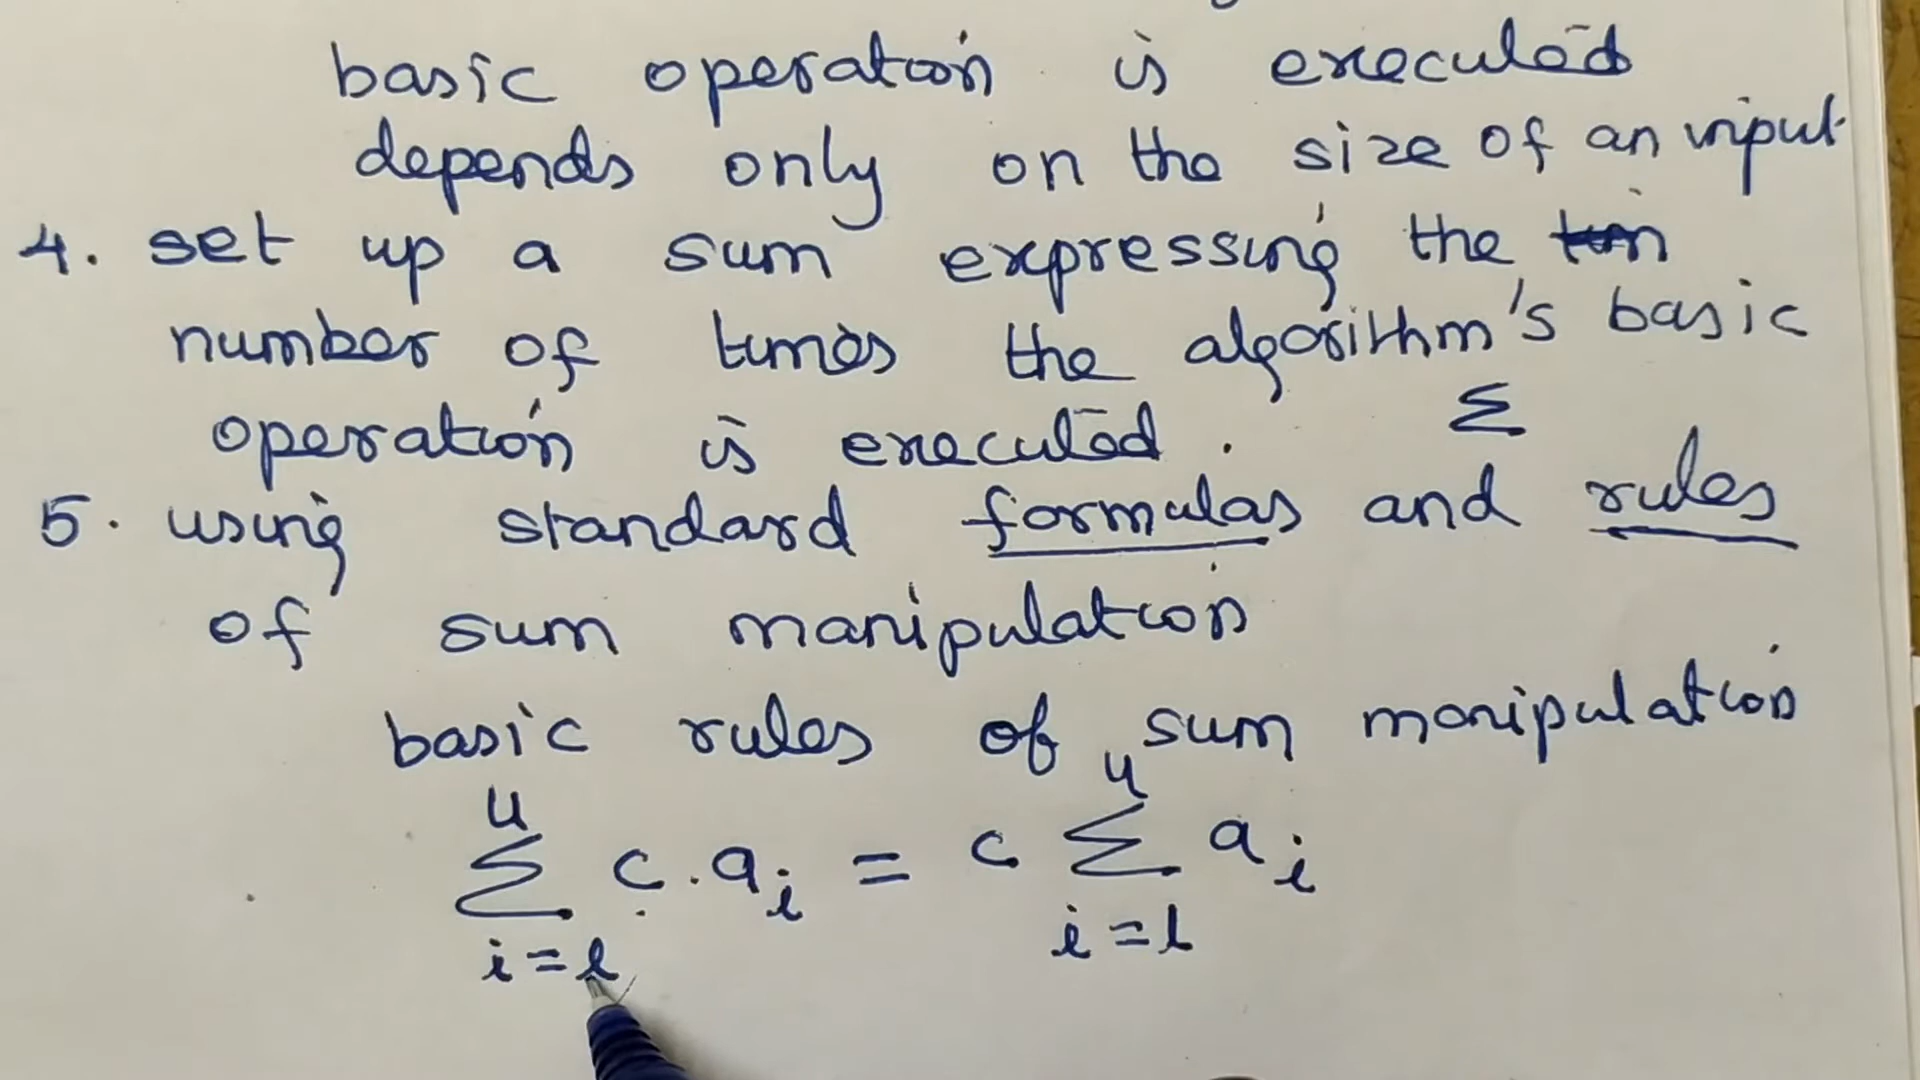 basic operation is executed
depends only on the size of an input
4. set up a sum expressing the
number of times the algorithm's basic
operation is executed. Σ
5. using standard formulas and rules
of sum manipulation
basic rules of sum manipulation
u u
Σ c.aᵢ = c Σ aᵢ
i=l i=l